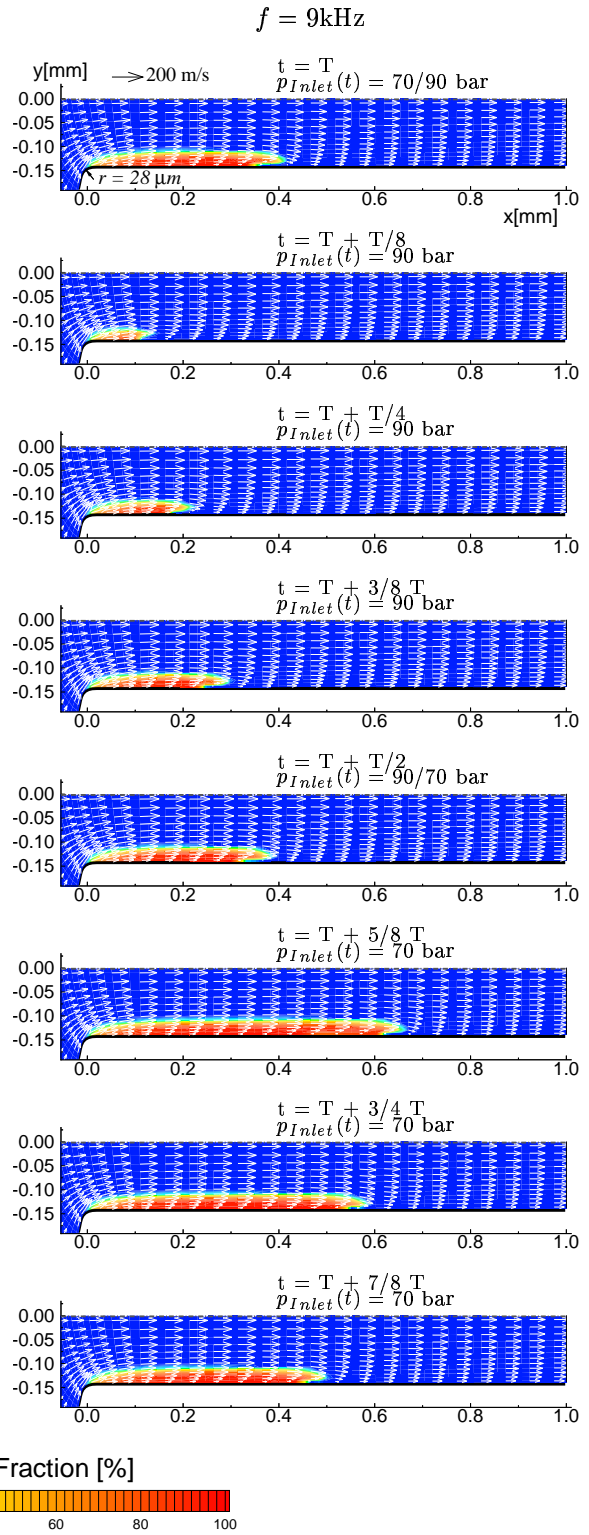 f = 9kHz
t = T
y[mm] 200 m/s
p_Inlet(t) = 70/90 bar
0.00
-0.05
-0.10
-0.15
r = 28 µm
0.0 0.2 0.4 0.6 0.8 1.0
x[mm]
t = T + T/8
p_Inlet(t) = 90 bar
0.00
-0.05
-0.10
-0.15
0.0 0.2 0.4 0.6 0.8 1.0
t = T + T/4
p_Inlet(t) = 90 bar
0.00
-0.05
-0.10
-0.15
0.0 0.2 0.4 0.6 0.8 1.0
t = T + 3/8 T
p_Inlet(t) = 90 bar
0.00
-0.05
-0.10
-0.15
0.0 0.2 0.4 0.6 0.8 1.0
t = T + T/2
p_Inlet(t) = 90/70 bar
0.00
-0.05
-0.10
-0.15
0.0 0.2 0.4 0.6 0.8 1.0
t = T + 5/8 T
p_Inlet(t) = 70 bar
0.00
-0.05
-0.10
-0.15
0.0 0.2 0.4 0.6 0.8 1.0
t = T + 3/4 T
p_Inlet(t) = 70 bar
0.00
-0.05
-0.10
-0.15
0.0 0.2 0.4 0.6 0.8 1.0
t = T + 7/8 T
p_Inlet(t) = 70 bar
0.00
-0.05
-0.10
-0.15
0.0 0.2 0.4 0.6 0.8 1.0
Fraction [%]
60 80 100